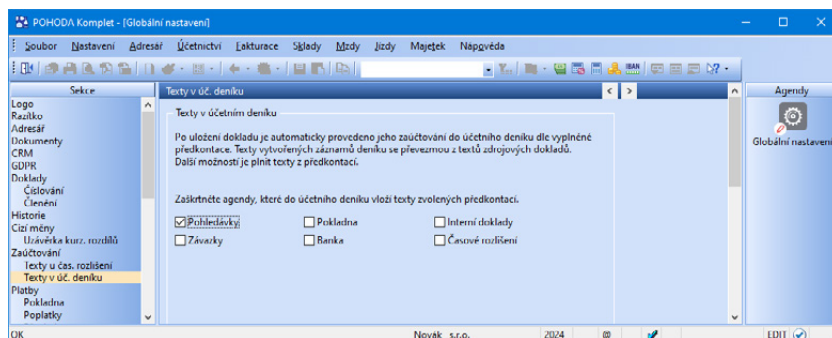 POHODA Komplet - [Globální nastavení]
Soubor Nastavení Adresář Účetnictví Fakturace Sklady Mzdy Jízdy Majetek Nápověda
IBAN
Sekce
Texty v úč. deníku
Agendy
Logo
Razítko
Adresář
Dokumenty
CRM
GDPR
Doklady
Číslování
Členění
Historie
Cizí měny
Uzávěrka kurz. rozdílů
Zaúčtování
Texty u čas. rozlišení
Texty v úč. deníku
Platby
Pokladna
Poplatky
Texty v účetním deníku
Po uložení dokladu je automaticky provedeno jeho zaúčtování do účetního deníku dle vyplněné
předkontace. Texty vytvořených záznamů deníku se převezmou z textů zdrojových dokladů.
Další možností je plnit texty z předkontací.
Zaškrtněte agendy, které do účetního deníku vloží texty zvolených předkontací.
Pohledávky Pokladna Interní doklady
Závazky Banka Časové rozlišení
Globální nastavení
OK Novák s.r.o. 2024 @ EDIT